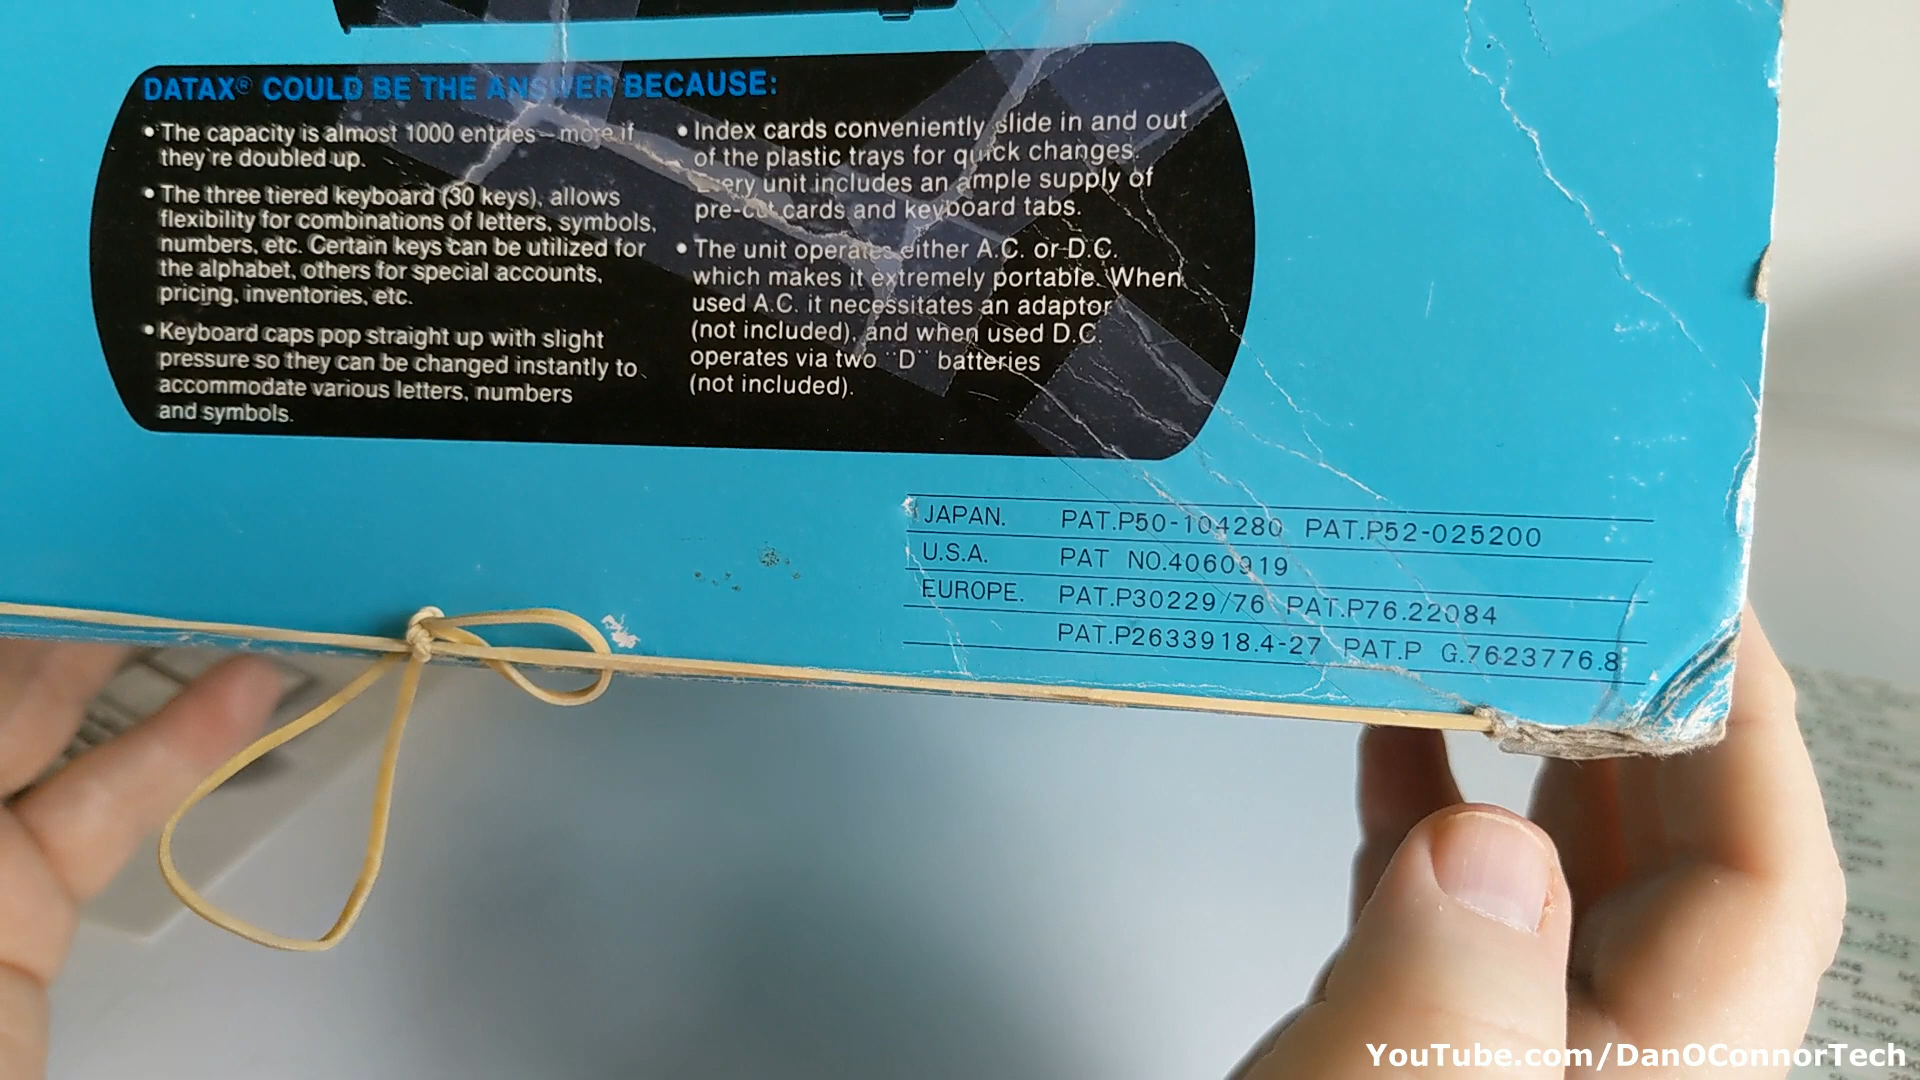 DATAX® COULD BE THE ANSWER BECAUSE:
• The capacity is almost 1000 entries – more if
they're doubled up.
• The three tiered keyboard (30 keys), allows
flexibility for combinations of letters, symbols,
numbers, etc. Certain keys can be utilized for
the alphabet, others for special accounts,
pricing, inventories, etc.
• Keyboard caps pop straight up with slight
pressure so they can be changed instantly to
accommodate various letters, numbers
and symbols.
• Index cards conveniently slide in and out
of the plastic trays for quick changes.
Every unit includes an ample supply of
pre-cut cards and keyboard tabs.
• The unit operates either A.C. or D.C.
which makes it extremely portable. When
used A.C. it necessitates an adaptor
(not included), and when used D.C.
operates via two "D" batteries
(not included).
JAPAN. PAT.P50-104280 PAT.P52-025200
U.S.A. PAT NO.4060919
EUROPE. PAT.P30229/76 PAT.P76.22084
PAT.P2633918.4-27 PAT.P G.7623776.8
YouTube.com/DanOConnorTech